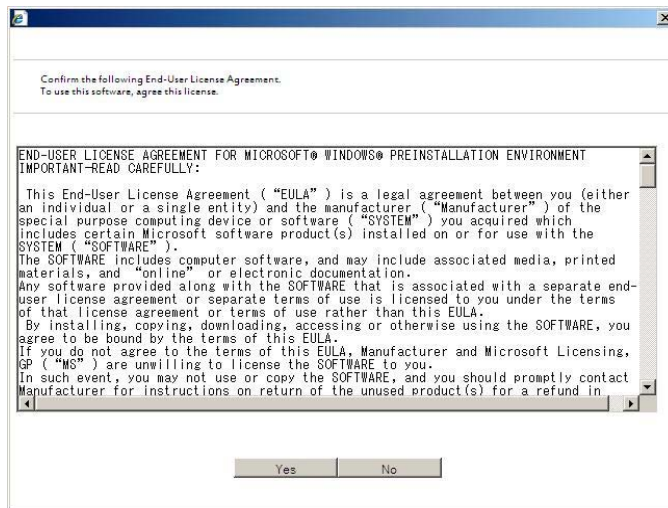 Confirm the following End-User License Agreement.
To use this software, agree this license.
END-USER LICENSE AGREEMENT FOR MICROSOFT® WINDOWS® PREINSTALLATION ENVIRONMENT
IMPORTANT-READ CAREFULLY:
This End-User License Agreement ( “EULA” ) is a legal agreement between you (either
an individual or a single entity) and the manufacturer ( “Manufacturer” ) of the
special purpose computing device or software ( “SYSTEM” ) you acquired which
includes certain Microsoft software product(s) installed on or for use with the
SYSTEM ( “SOFTWARE” ).
The SOFTWARE includes computer software, and may include associated media, printed
materials, and “online” or electronic documentation.
Any software provided along with the SOFTWARE that is associated with a separate end-
user license agreement or separate terms of use is licensed to you under the terms
of that license agreement or terms of use rather than this EULA.
By installing, copying, downloading, accessing or otherwise using the SOFTWARE, you
agree to be bound by the terms of this EULA.
If you do not agree to the terms of this EULA, Manufacturer and Microsoft Licensing,
GP ( “MS” ) are unwilling to license the SOFTWARE to you.
In such event, you may not use or copy the SOFTWARE, and you should promptly contact
Manufacturer for instructions on return of the unused product(s) for a refund in
Yes No